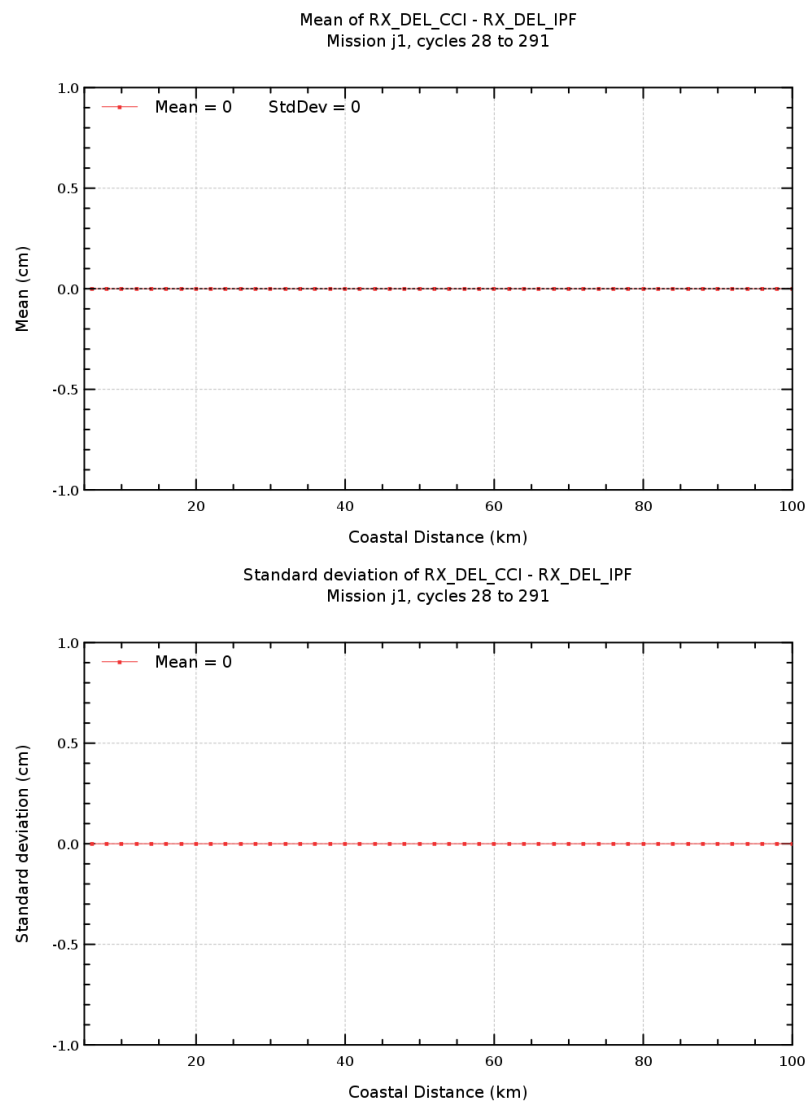 Mean of RX_DEL_CCI - RX_DEL_IPF
Mission j1, cycles 28 to 291
1.0
Mean = 0 StdDev = 0
0.5
0.0
-0.5
-1.0
Mean (cm)
20 40 60 80 100
Coastal Distance (km)
Standard deviation of RX_DEL_CCI - RX_DEL_IPF
Mission j1, cycles 28 to 291
1.0
Mean = 0
0.5
0.0
-0.5
-1.0
Standard deviation (cm)
20 40 60 80 100
Coastal Distance (km)